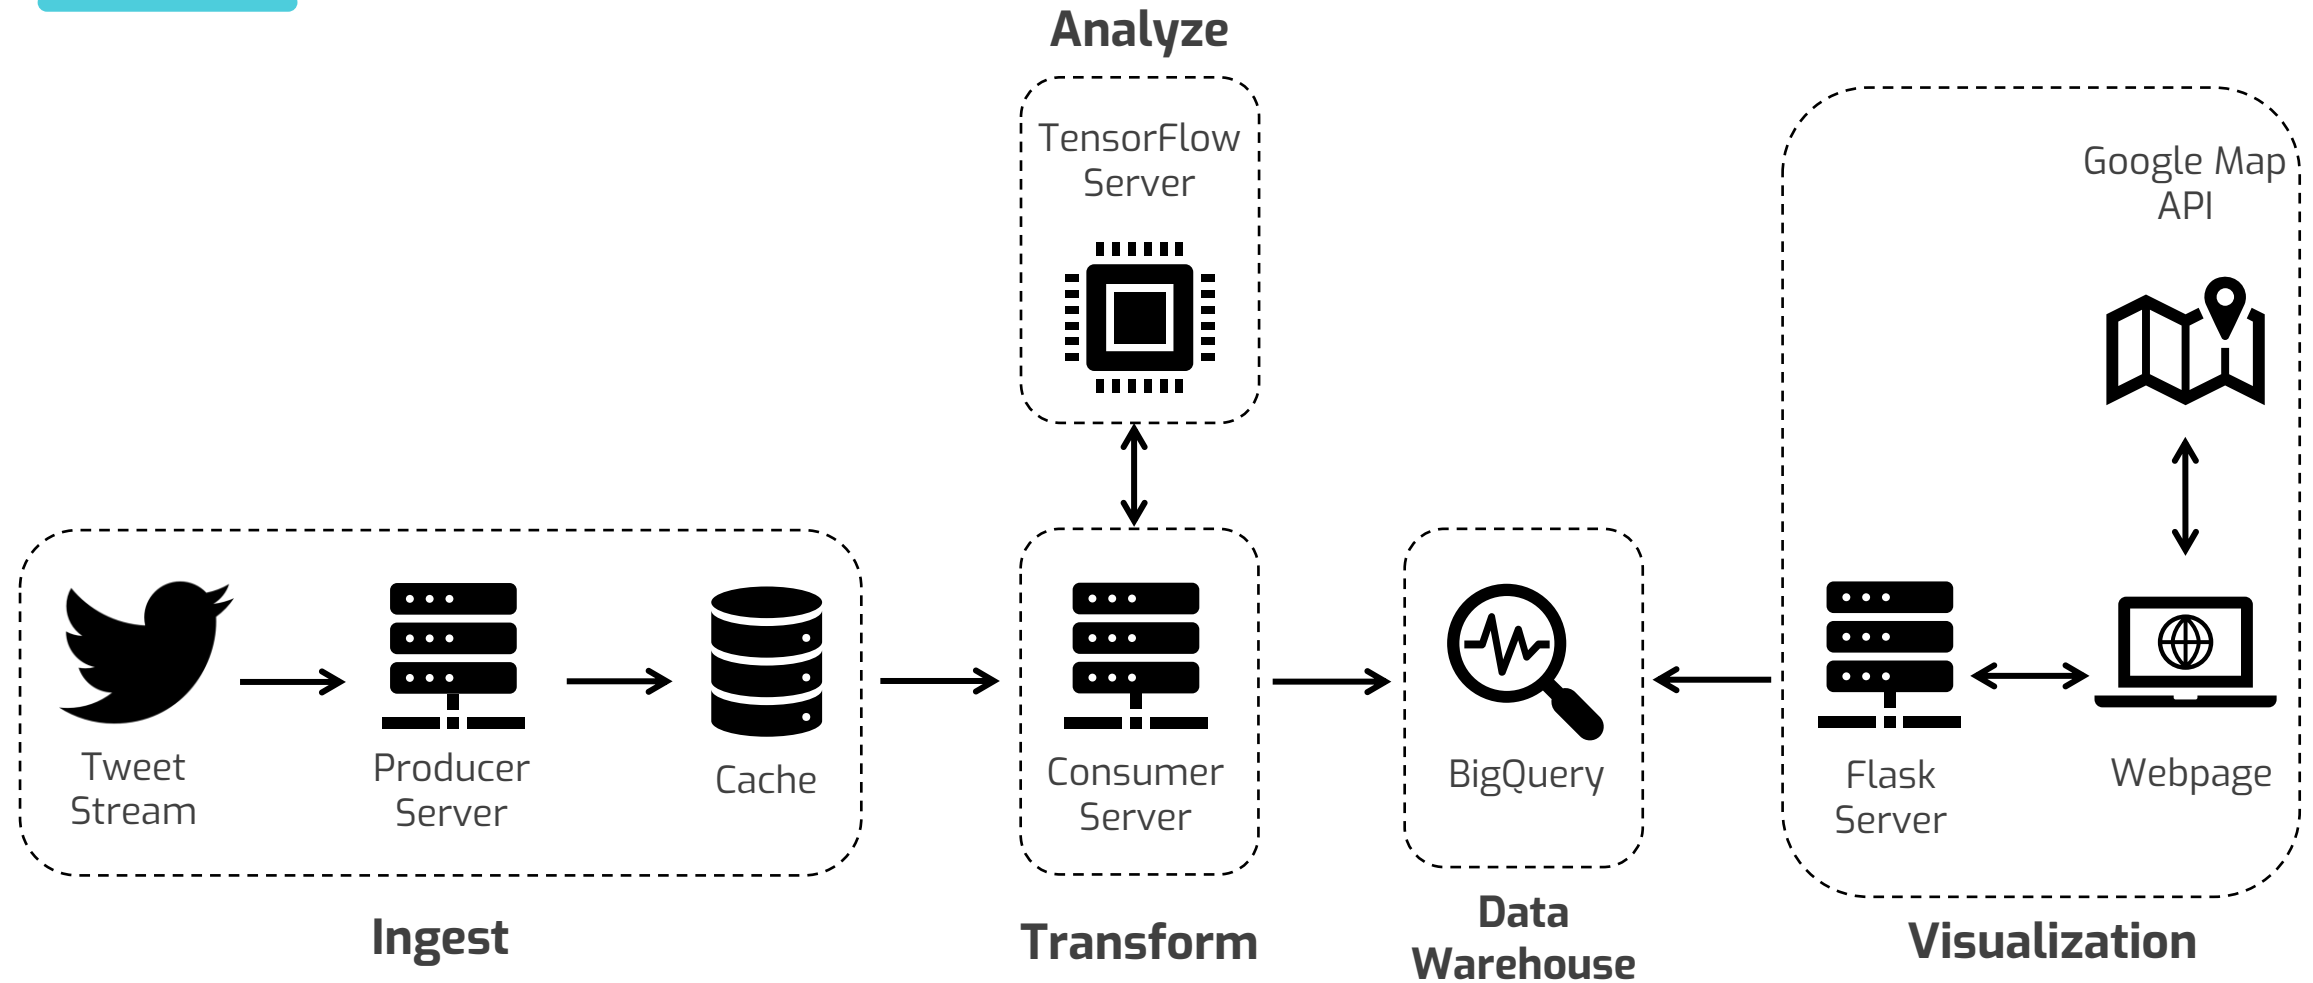 Analyze
TensorFlow
Server
Google Map
API
Tweet
Stream
Producer
Server
Cache
Consumer
Server
BigQuery
Flask
Server
Webpage
Ingest
Transform
Data
Warehouse
Visualization